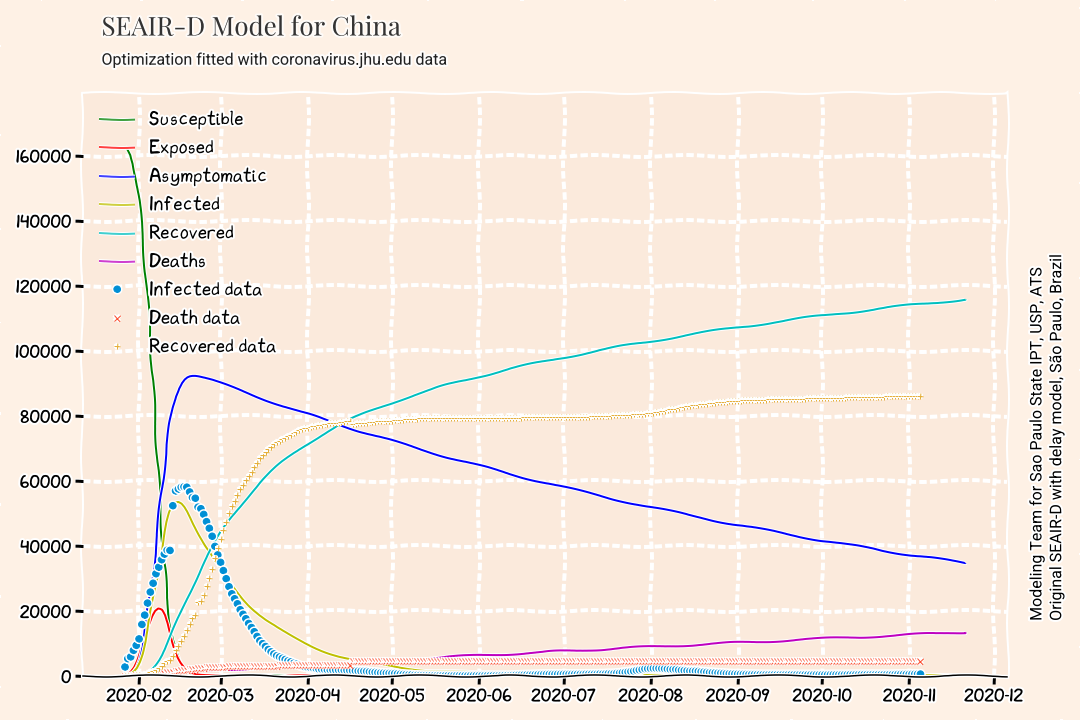 SEAIR-D Model for China
Optimization fitted with coronavirus.jhu.edu data
Susceptible
Exposed
Asymptomatic
Infected
Recovered
Deaths
Infected data
Death data
Recovered data
160000
140000
120000
100000
80000
60000
40000
20000
0
2020-02 2020-03 2020-04 2020-05 2020-06 2020-07 2020-08 2020-09 2020-10 2020-11 2020-12
Modeling Team for Sao Paulo State IPT, USP, ATS
Original SEAIR-D with delay model, São Paulo, Brazil